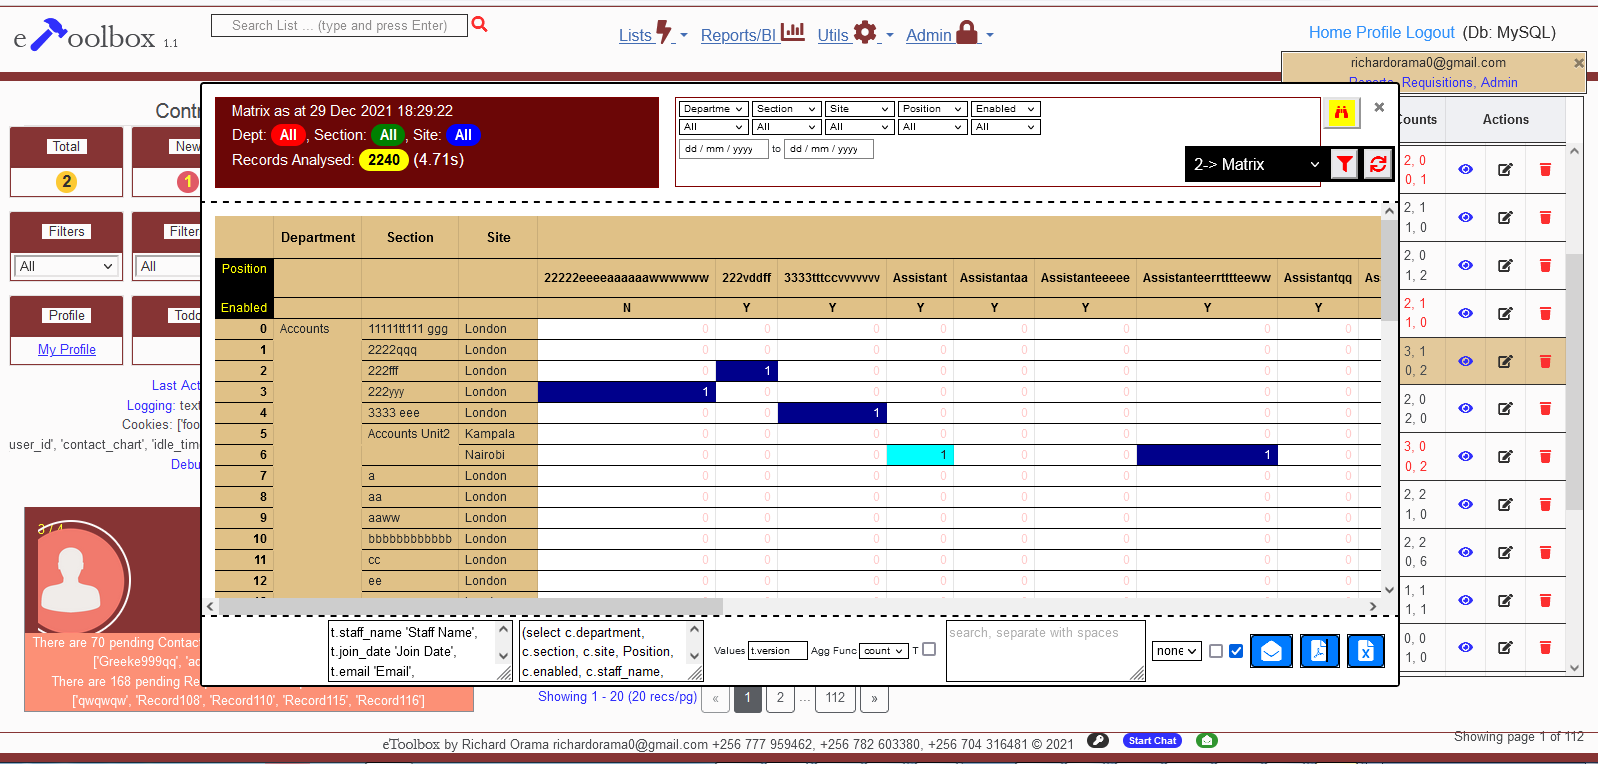 eToolbox 1.1
Search List ... (type and press Enter)
Lists Reports/BI Utils Admin
Home Profile Logout (Db: MySQL)
richardorama0@gmail.com
Requisitions, Admin
Contr
Total
2
New
1
Filters
All
Filter
All
Profile
My Profile
Todo
Last Act
Logging: text
Cookies: ['foo
user_id', 'contact_chart', 'idle_tim
Debu
3 / 4
There are 70 pending Contac
['Greeke999qq', 'ac
There are 168 pending Re
['qwqwqw', 'Record108', 'Record110', 'Record115', 'Record116']
Matrix as at 29 Dec 2021 18:29:22
Dept: All, Section: All, Site: All
Records Analysed: 2240 (4.71s)
Departme Section Site Position Enabled
All All All All All
dd / mm / yyyy to dd / mm / yyyy
2-> Matrix
Department Section Site
Position 22222eeeeaaaaaawwwwwww 222vddff 3333tttccvvvvvv Assistant Assistantaa Assistanteeeee Assistanteerrtttteeww Assistantqq As
Enabled N Y Y Y Y Y Y Y
0 Accounts 11111tt111 ggg London 0 0 0 0 0 0 0 0
1 2222qqq London 0 0 0 0 0 0 0 0
2 222fff London 0 1 0 0 0 0 0 0
3 222yyy London 1 0 0 0 0 0 0 0
4 3333 eee London 0 0 1 0 0 0 0 0
5 Accounts Unit2 Kampala 0 0 0 0 0 0 0 0
6 Nairobi 0 0 0 1 0 0 1 0
7 a London 0 0 0 0 0 0 0 0
8 aa London 0 0 0 0 0 0 0 0
9 aaww London 0 0 0 0 0 0 0 0
10 bbbbbbbbbbbb London 0 0 0 0 0 0 0 0
11 cc London 0 0 0 0 0 0 0 0
12 ee London 0 0 0 0 0 0 0 0
t.staff_name 'Staff Name',
t.join_date 'Join Date',
t.email 'Email',
(select c.department,
c.section, c.site, Position,
c.enabled, c.staff_name,
Values t.version Agg Func count T
search, separate with spaces
none
ounts Actions
2, 0
0, 1
2, 1
1, 0
2, 0
1, 2
2, 1
1, 0
3, 1
0, 2
2, 0
2, 0
3, 0
0, 2
2, 2
1, 0
2, 2
0, 6
1, 1
1, 1
0, 0
1, 0
Showing 1 - 20 (20 recs/pg) « 1 2 ... 112 »
eToolbox by Richard Orama richardorama0@gmail.com +256 777 959462, +256 782 603380, +256 704 316481 © 2021
Start Chat
Showing page 1 of 112